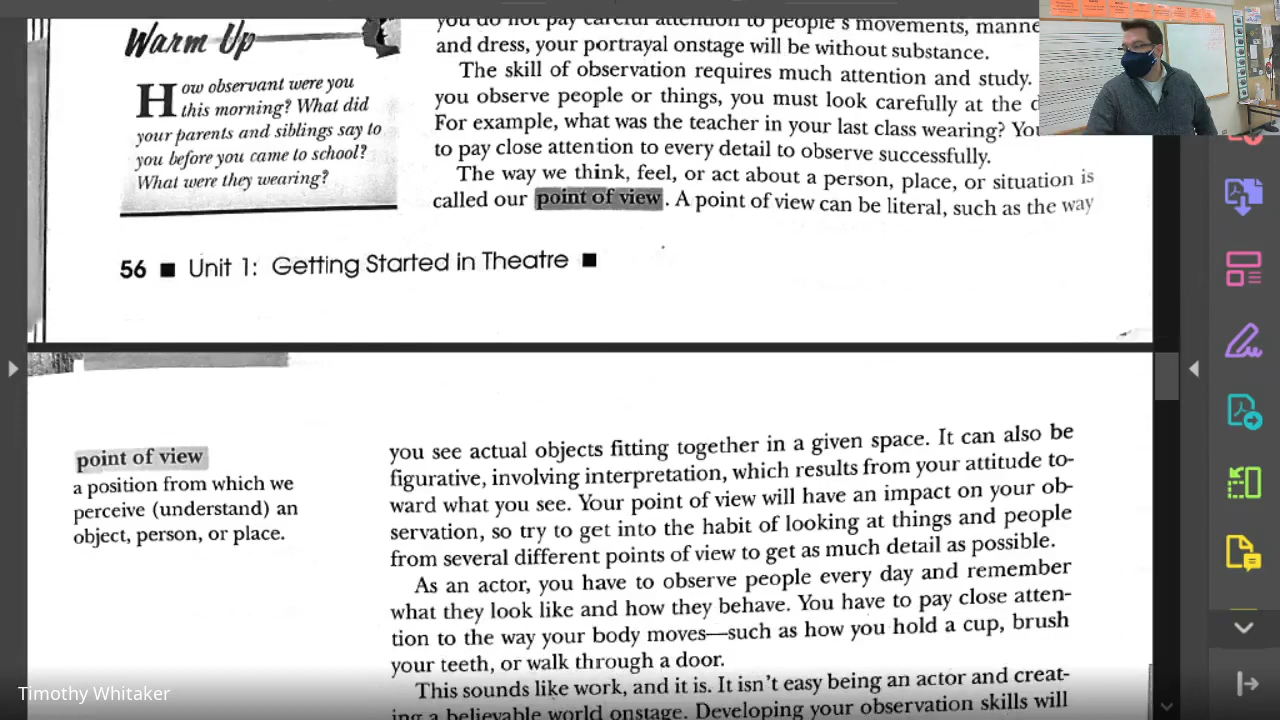 you do not pay careful attention to people's movements, manne
and dress, your portrayal onstage will be without substance.
The skill of observation requires much attention and study.
you observe people or things, you must look carefully at the d
For example, what was the teacher in your last class wearing? Yo
to pay close attention to every detail to observe successfully.
The way we think, feel, or act about a person, place, or situation is
called our point of view. A point of view can be literal, such as the way
Warm Up
How observant were you
this morning? What did
your parents and siblings say to
you before you came to school?
What were they wearing?
56 ■ Unit 1: Getting Started in Theatre ■
point of view
a position from which we
perceive (understand) an
object, person, or place.
you see actual objects fitting together in a given space. It can also be
figurative, involving interpretation, which results from your attitude to-
ward what you see. Your point of view will have an impact on your ob-
servation, so try to get into the habit of looking at things and people
from several different points of view to get as much detail as possible.
As an actor, you have to observe people every day and remember
what they look like and how they behave. You have to pay close atten-
tion to the way your body moves—such as how you hold a cup, brush
your teeth, or walk through a door.
This sounds like work, and it is. It isn't easy being an actor and creat-
ing a believable world onstage. Developing your observation skills will
Timothy Whitaker